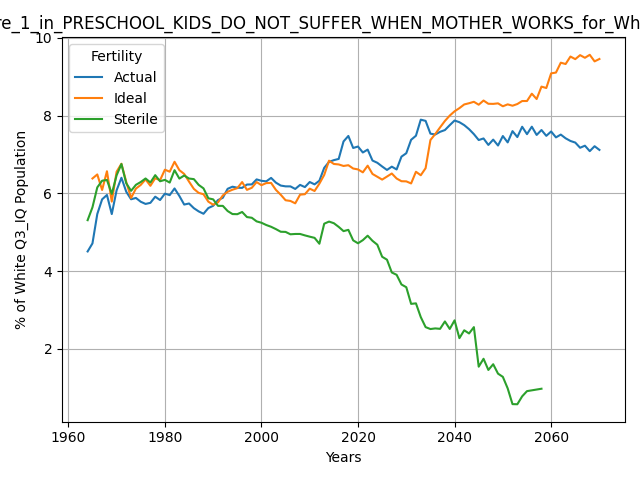 re_1_in_PRESCHOOL_KIDS_DO_NOT_SUFFER_WHEN_MOTHER_WORKS_for_Wh
10
8
6
4
2
% of White Q3_IQ Population
Fertility
Actual
Ideal
Sterile
1960 1980 2000 2020 2040 2060
Years